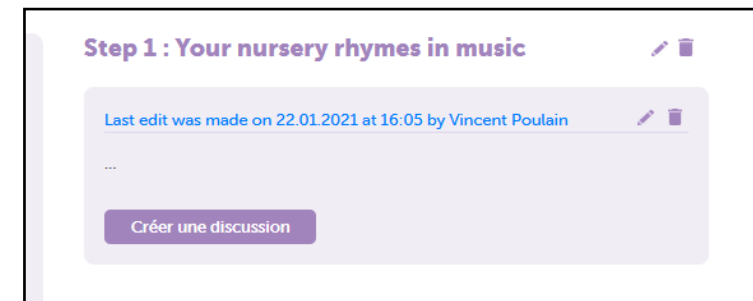 Step 1 : Your nursery rhymes in music
Last edit was made on 22.01.2021 at 16:05 by Vincent Poulain
...
Créer une discussion